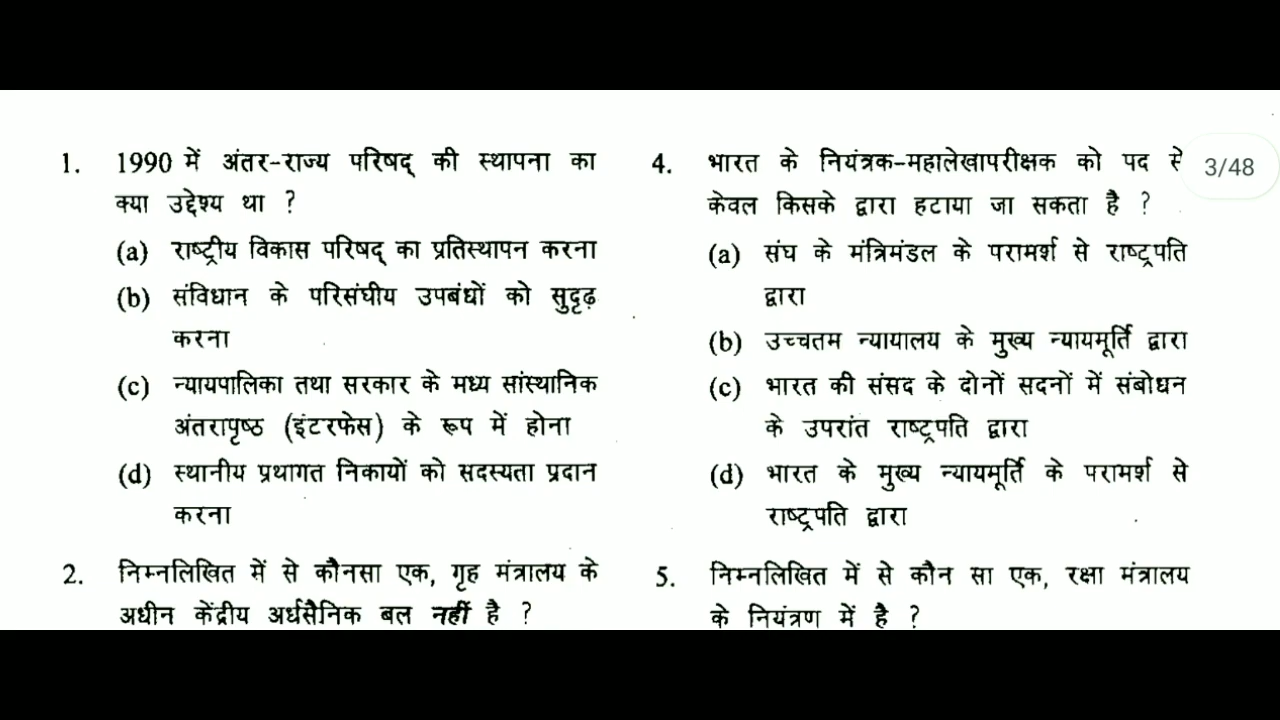 1. 1990 में अंतर-राज्य परिषद् की स्थापना का
क्या उद्देश्य था ?
(a) राष्ट्रीय विकास परिषद् का प्रतिस्थापन करना
(b) संविधान के परिसंघीय उपबंधों को सुदृढ़
करना
(c) न्यायपालिका तथा सरकार के मध्य सांस्थानिक
अंतरापृष्ठ (इंटरफेस) के रूप में होना
(d) स्थानीय प्रथागत निकायों को सदस्यता प्रदान
करना
2. निम्नलिखित में से कौनसा एक, गृह मंत्रालय के
अधीन केंद्रीय अर्धसैनिक बल नहीं है ?
4. भारत के नियंत्रक-महालेखापरीक्षक को पद से
केवल किसके द्वारा हटाया जा सकता है ?
(a) संघ के मंत्रिमंडल के परामर्श से राष्ट्रपति
द्वारा
(b) उच्चतम न्यायालय के मुख्य न्यायमूर्ति द्वारा
(c) भारत की संसद के दोनों सदनों में संबोधन
के उपरांत राष्ट्रपति द्वारा
(d) भारत के मुख्य न्यायमूर्ति के परामर्श से
राष्ट्रपति द्वारा
5. निम्नलिखित में से कौन सा एक, रक्षा मंत्रालय
के नियंत्रण में है ?
3/48